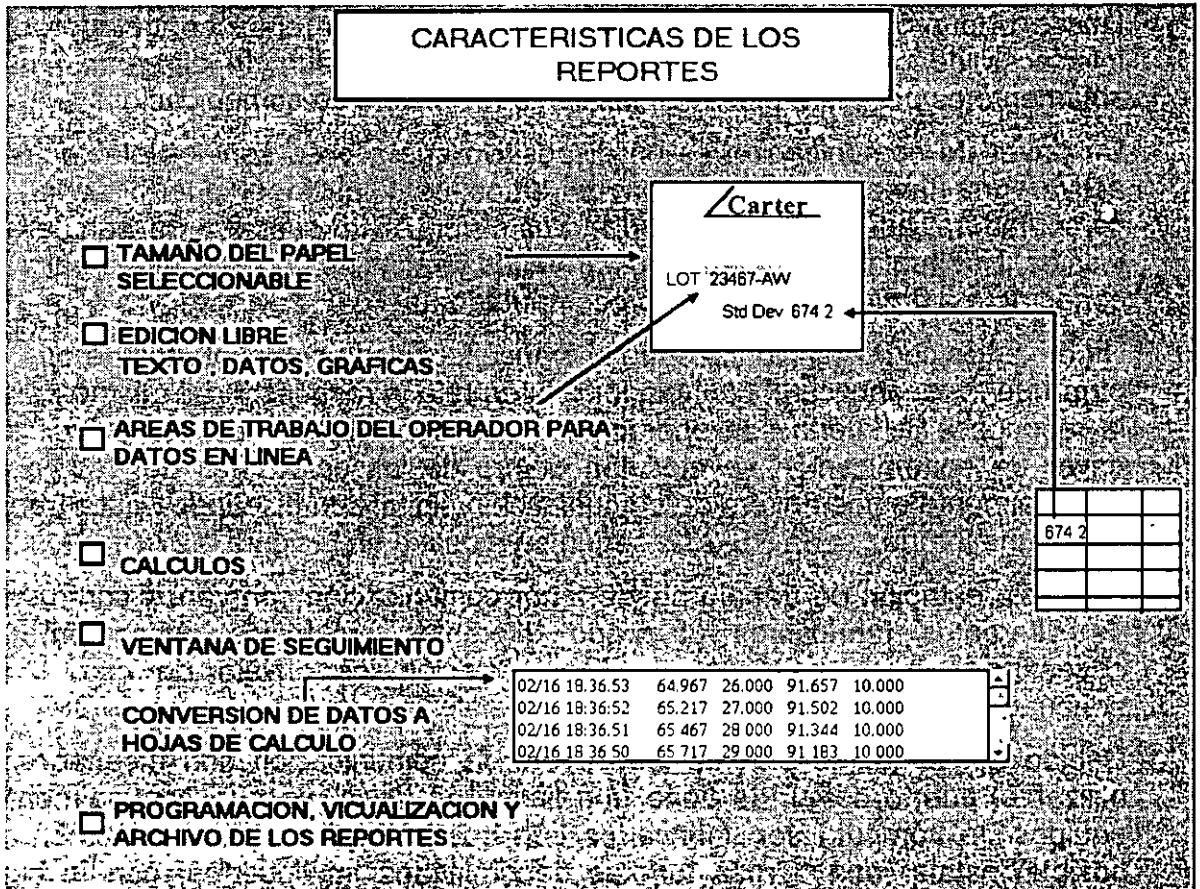 CARACTERISTICAS DE LOS
REPORTES
Carter
LOT 23467-AW
Std Dev 674 2
TAMAÑO DEL PAPEL
SELECCIONABLE
EDICION LIBRE
TEXTO , DATOS, GRAFICAS
AREAS DE TRABAJO DEL OPERADOR PARA
DATOS EN LINEA
674 2
CALCULOS
VENTANA DE SEGUIMIENTO
02/16 18.36.53 64.967 26.000 91.657 10.000
02/16 18:36:52 65.217 27.000 91.502 10.000
02/16 18:36.51 65 467 28 000 91.344 10.000
02/16 18 36 50 65 717 29 000 91 183 10 000
CONVERSION DE DATOS A
HOJAS DE CALCULO
PROGRAMACION, VICUALIZACION Y
ARCHIVO DE LOS REPORTES